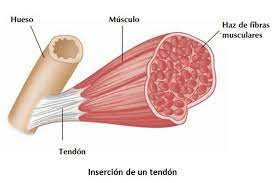 Hueso
Músculo
Haz de fibras
musculares
Tendón
Inserción de un tendón